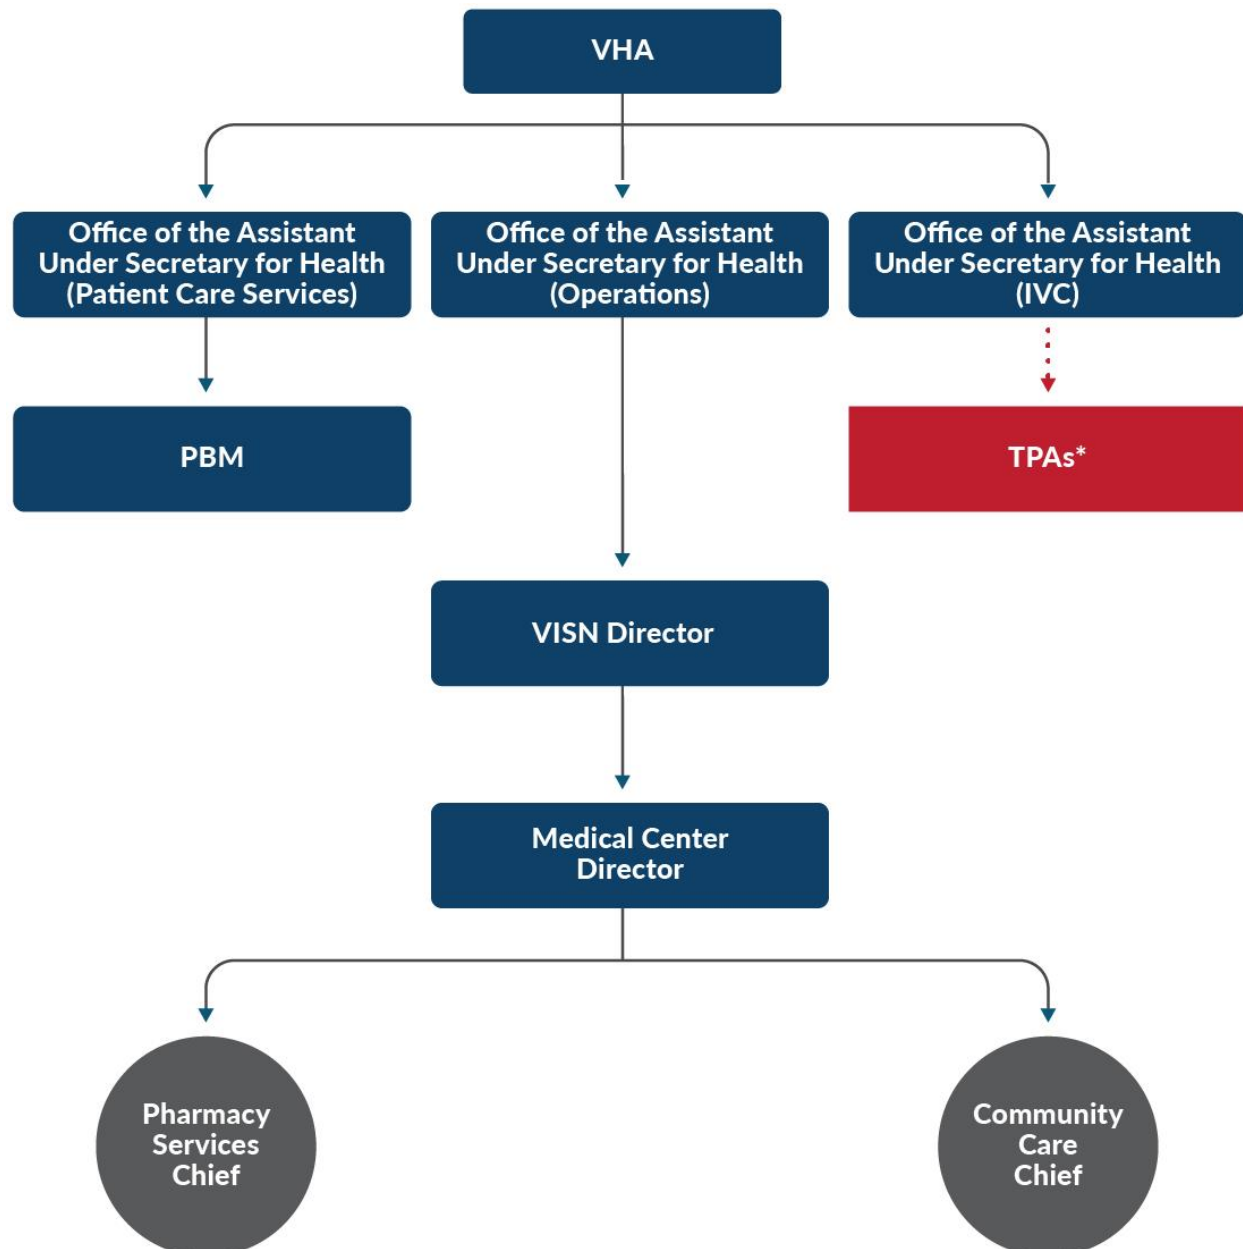 VHA
Office of the Assistant
Under Secretary for Health
(Patient Care Services)
Office of the Assistant
Under Secretary for Health
(Operations)
Office of the Assistant
Under Secretary for Health
(IVC)
PBM
TPAs*
VISN Director
Medical Center
Director
Pharmacy
Services
Chief
Community
Care
Chief